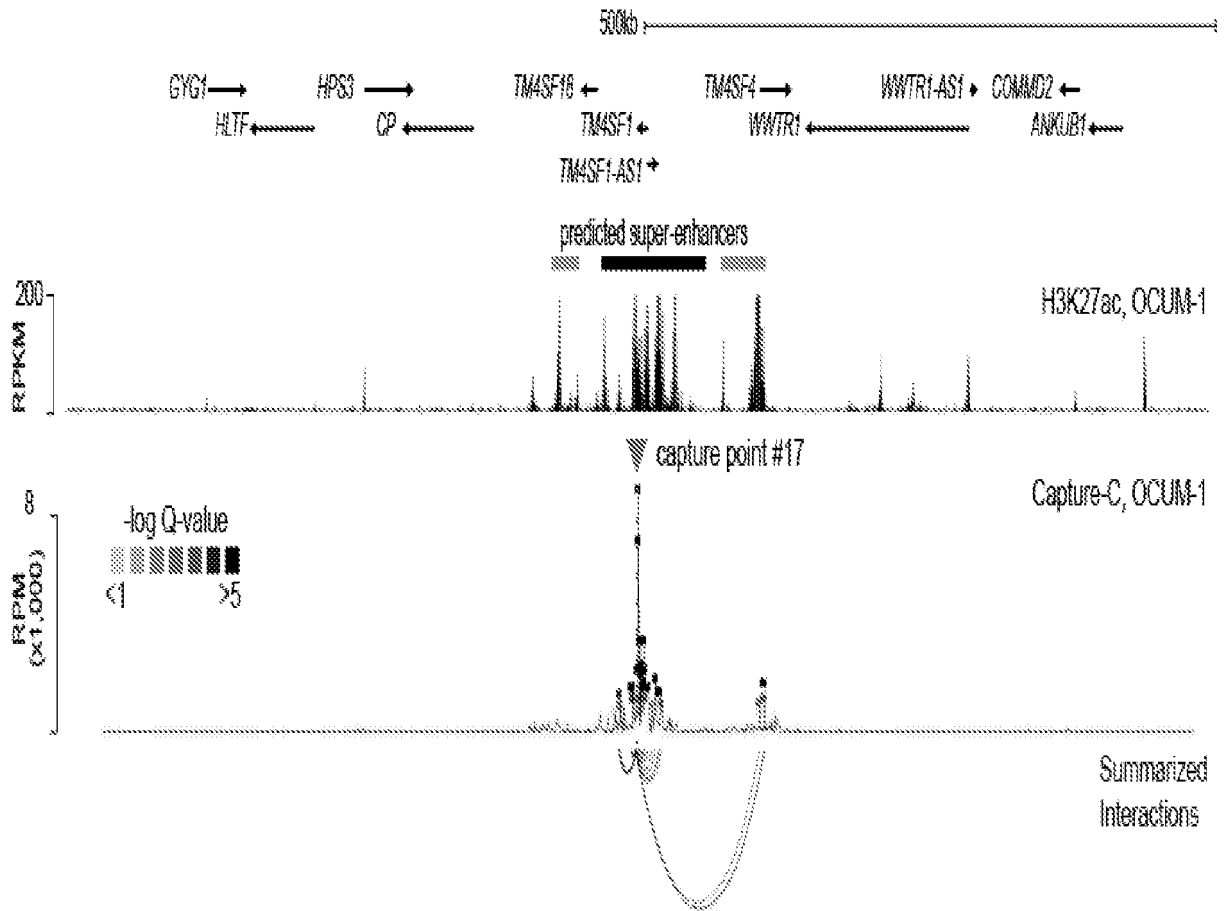 500kb
GYG1 HPS3 TM4SF18 TM4SF4 WWTR1-AS1 COMMD2
HLTF CP TM4SF1 WWTR1 ANKUB1
TM4SF1-AS1
predicted super-enhancers
200
H3K27ac, OCUM-1
RPKM
capture point #17
8
Capture-C, OCUM-1
-log Q-value
<1 >5
RPM
(x1,000)
Summarized
Interactions